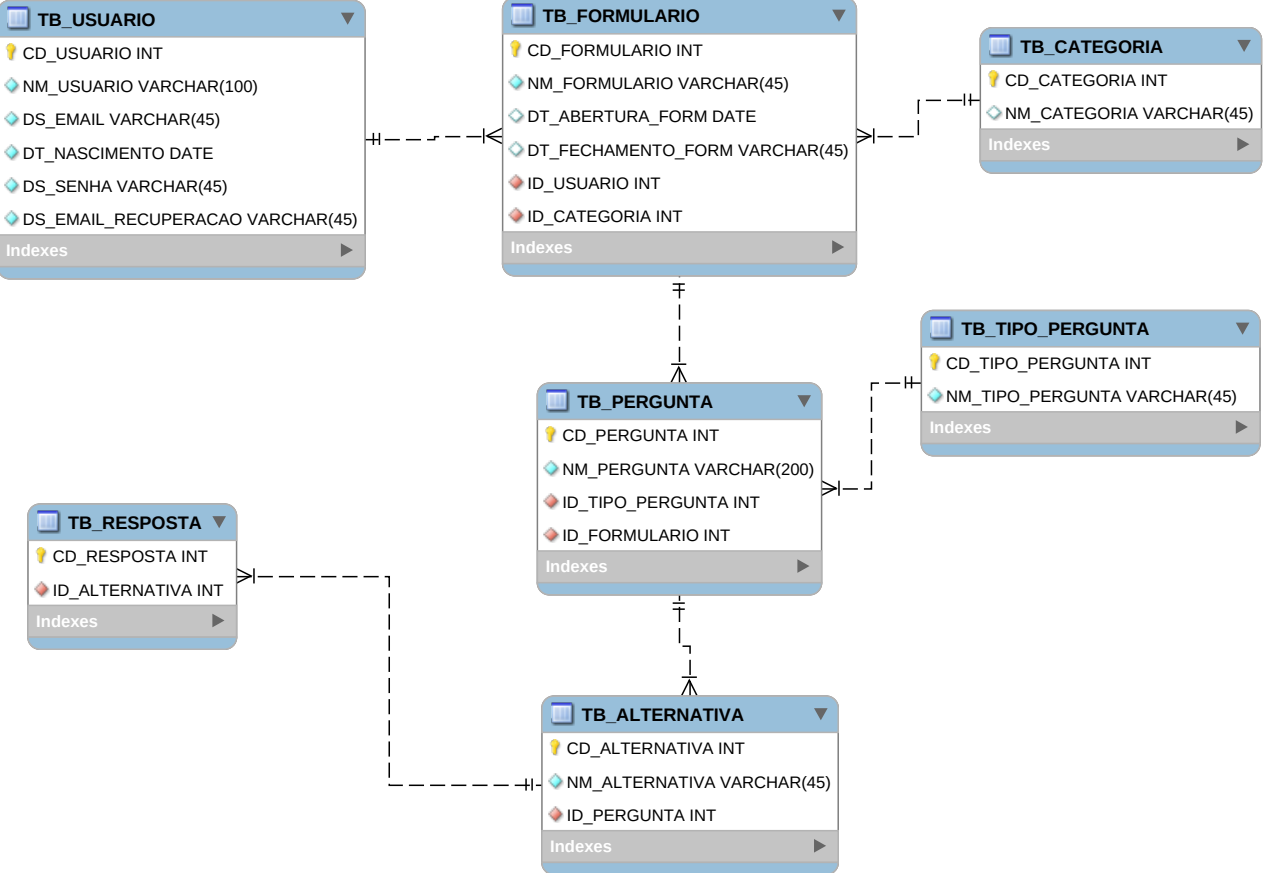 TB_USUARIO
CD_USUARIO INT
NM_USUARIO VARCHAR(100)
DS_EMAIL VARCHAR(45)
DT_NASCIMENTO DATE
DS_SENHA VARCHAR(45)
DS_EMAIL_RECUPERACAO VARCHAR(45)
Indexes
TB_FORMULARIO
CD_FORMULARIO INT
NM_FORMULARIO VARCHAR(45)
DT_ABERTURA_FORM DATE
DT_FECHAMENTO_FORM VARCHAR(45)
ID_USUARIO INT
ID_CATEGORIA INT
Indexes
TB_CATEGORIA
CD_CATEGORIA INT
NM_CATEGORIA VARCHAR(45)
Indexes
TB_TIPO_PERGUNTA
CD_TIPO_PERGUNTA INT
NM_TIPO_PERGUNTA VARCHAR(45)
Indexes
TB_PERGUNTA
CD_PERGUNTA INT
NM_PERGUNTA VARCHAR(200)
ID_TIPO_PERGUNTA INT
ID_FORMULARIO INT
Indexes
TB_RESPOSTA
CD_RESPOSTA INT
ID_ALTERNATIVA INT
Indexes
TB_ALTERNATIVA
CD_ALTERNATIVA INT
NM_ALTERNATIVA VARCHAR(45)
ID_PERGUNTA INT
Indexes